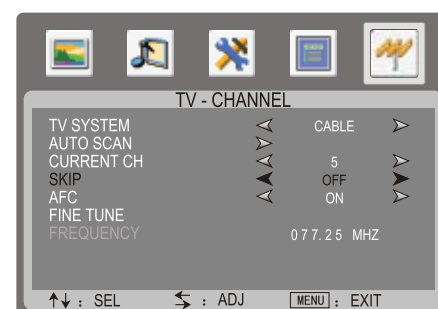 TV - CHANNEL
TV SYSTEM CABLE
AUTO SCAN
CURRENT CH 5
SKIP OFF
AFC ON
FINE TUNE
FREQUENCY 077.25 MHZ
: SEL : ADJ MENU : EXIT